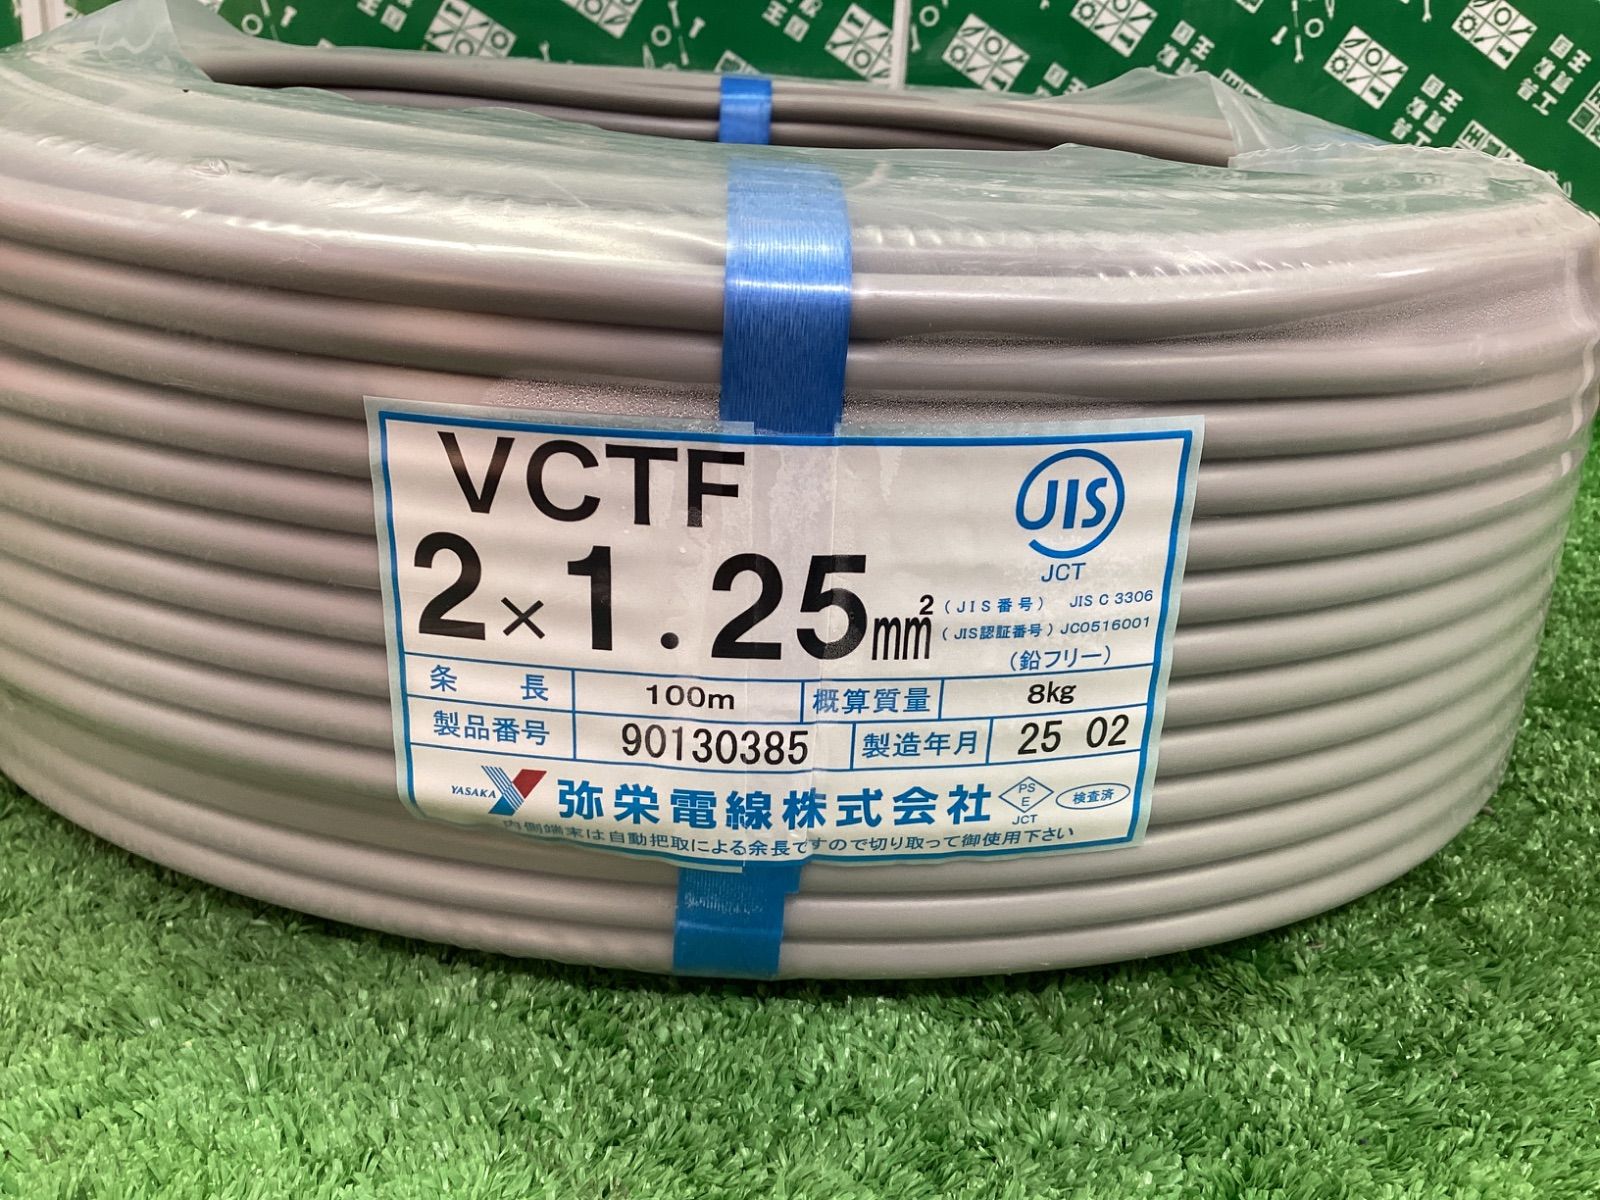 VCTF
2×1.25mm²
JIS
JCT
(JIS番号) JIS C 3306
(JIS認証番号) JC0516001
(鉛フリー)
条長 100m 概算質量 8kg
製品番号 90130385 製造年月 25 02
YASAKA 弥栄電線株式会社 PS E JCT 検査済
内側端末は自動把取による余長ですので切り取って御使用下さい